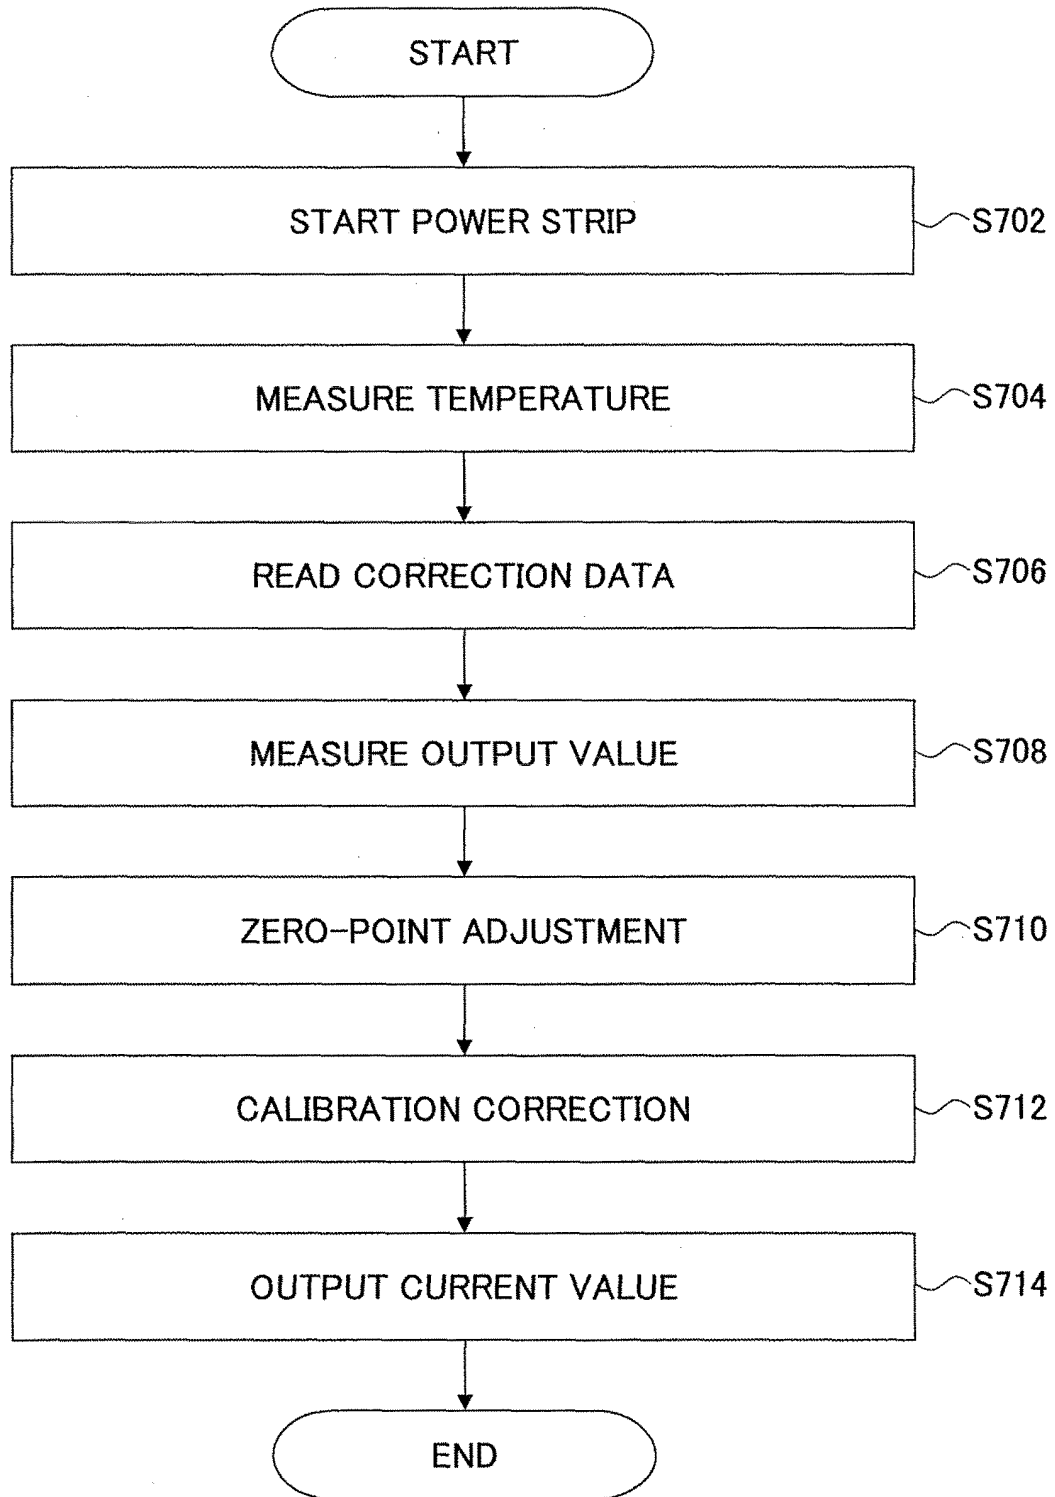 START
START POWER STRIP
S702
MEASURE TEMPERATURE
S704
READ CORRECTION DATA
S706
MEASURE OUTPUT VALUE
S708
ZERO-POINT ADJUSTMENT
S710
CALIBRATION CORRECTION
S712
OUTPUT CURRENT VALUE
S714
END